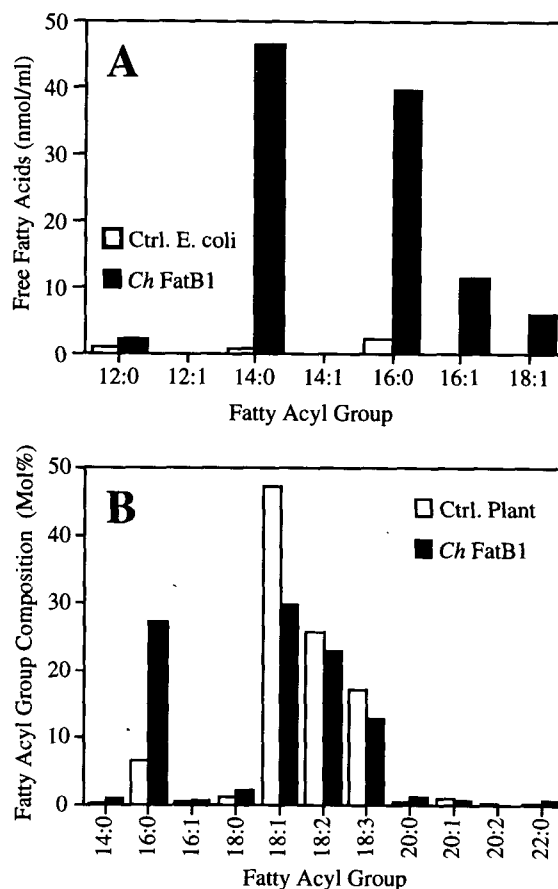 A
Free Fatty Acids (nmol/ml)
50
40
30
20
10
0
Ctrl. E. coli
Ch FatB1
12:0 12:1 14:0 14:1 16:0 16:1 18:1
Fatty Acyl Group
B
Fatty Acyl Group Composition (Mol%)
50
40
30
20
10
0
Ctrl. Plant
Ch FatB1
14:0 16:0 16:1 18:0 18:1 18:2 18:3 20:0 20:1 20:2 22:0
Fatty Acyl Group